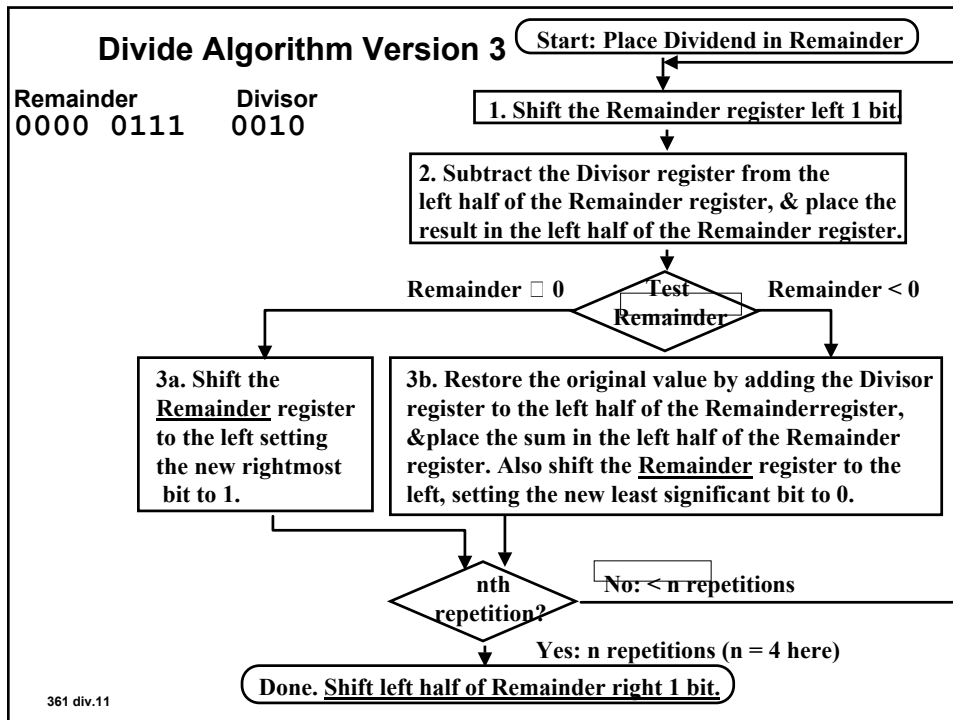 Divide Algorithm Version 3
Start: Place Dividend in Remainder
Remainder Divisor
0000 0111 0010
1. Shift the Remainder register left 1 bit.
2. Subtract the Divisor register from the
left half of the Remainder register, & place the
result in the left half of the Remainder register.
Remainder □ 0
Test
Remainder
Remainder < 0
3a. Shift the
Remainder register
to the left setting
the new rightmost
bit to 1.
3b. Restore the original value by adding the Divisor
register to the left half of the Remainderregister,
&place the sum in the left half of the Remainder
register. Also shift the Remainder register to the
left, setting the new least significant bit to 0.
nth
repetition?
No: < n repetitions
Yes: n repetitions (n = 4 here)
Done. Shift left half of Remainder right 1 bit.
361 div.11